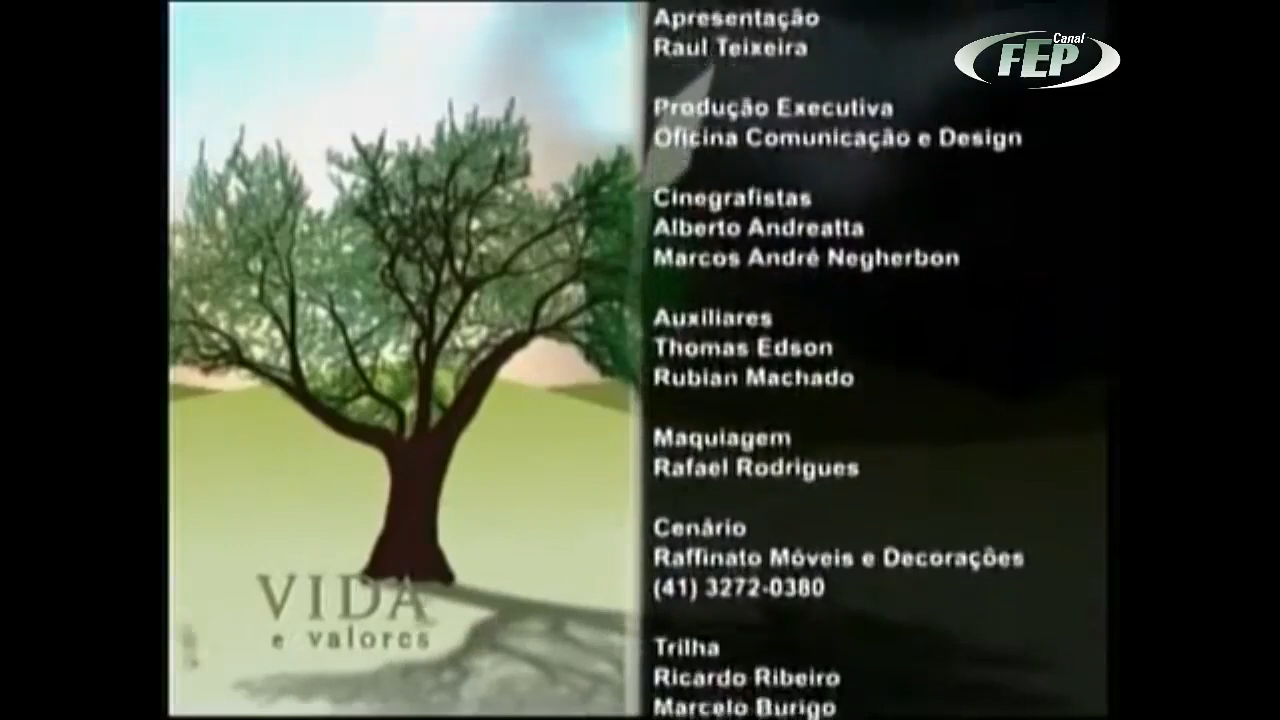 Canal
FEP
Apresentação
Raul Teixeira
Produção Executiva
Oficina Comunicação e Design
Cinegrafistas
Alberto Andreatta
Marcos André Negherbon
Auxiliares
Thomas Edson
Rubian Machado
Maquiagem
Rafael Rodrigues
Cenário
Raffinato Móveis e Decorações
(41) 3272-0380
Trilha
Ricardo Ribeiro
Marcelo Burigo
VIDA
e valores